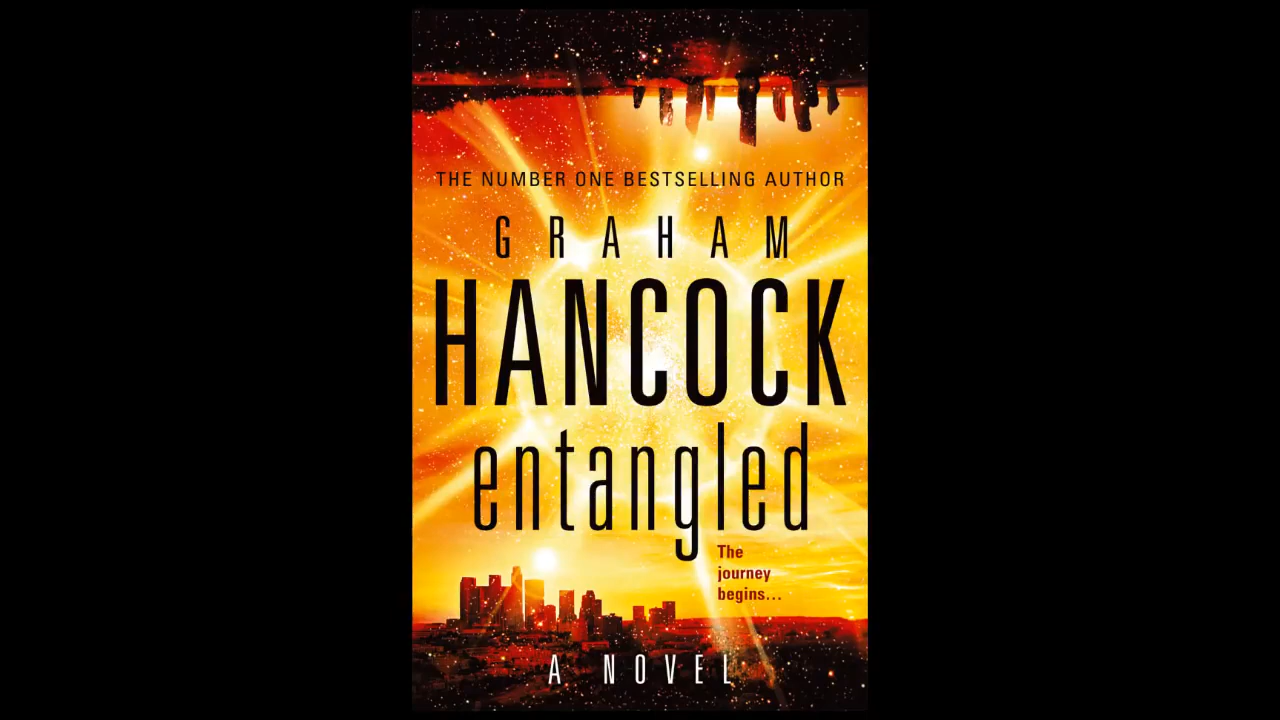 THE NUMBER ONE BESTSELLING AUTHOR
GRAHAM
HANCOCK
entangled
The
journey
begins...
A NOVEL